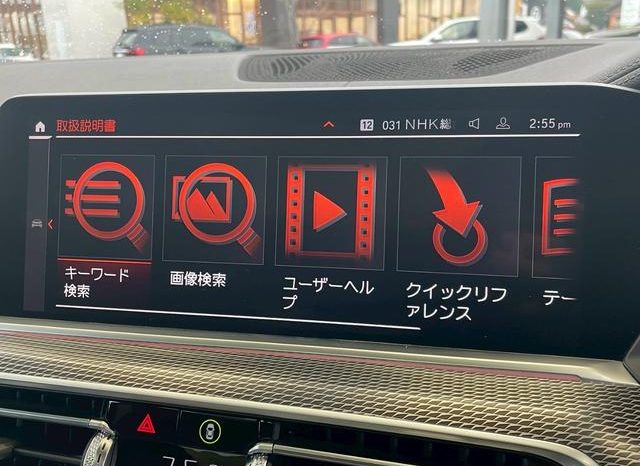 取扱説明書
12 031 NHK総 2:55 pm
キーワード
検索
画像検索
ユーザーヘル
プ
クイックリフ
ァレンス
テー